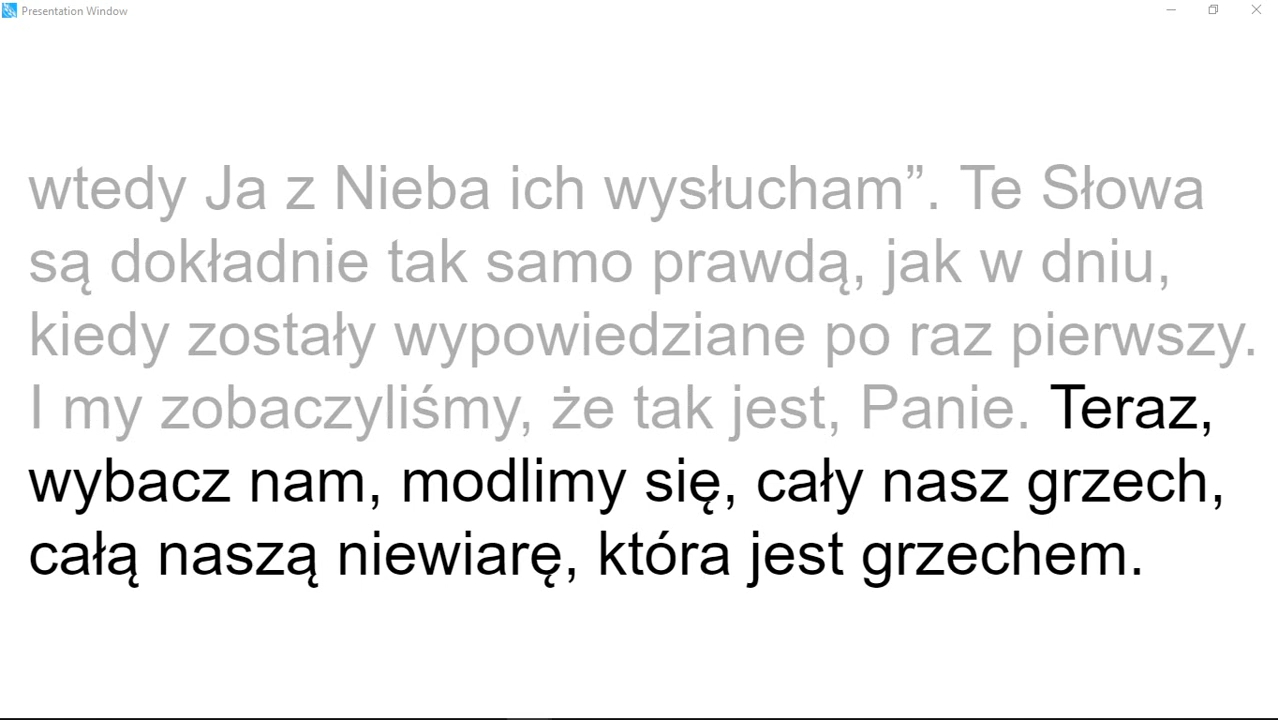 Presentation Window
wtedy Ja z Nieba ich wysłucham”. Te Słowa
są dokładnie tak samo prawdą, jak w dniu,
kiedy zostały wypowiedziane po raz pierwszy.
I my zobaczyliśmy, że tak jest, Panie. Teraz,
wybacz nam, modlimy się, cały nasz grzech,
całą naszą niewiarę, która jest grzechem.